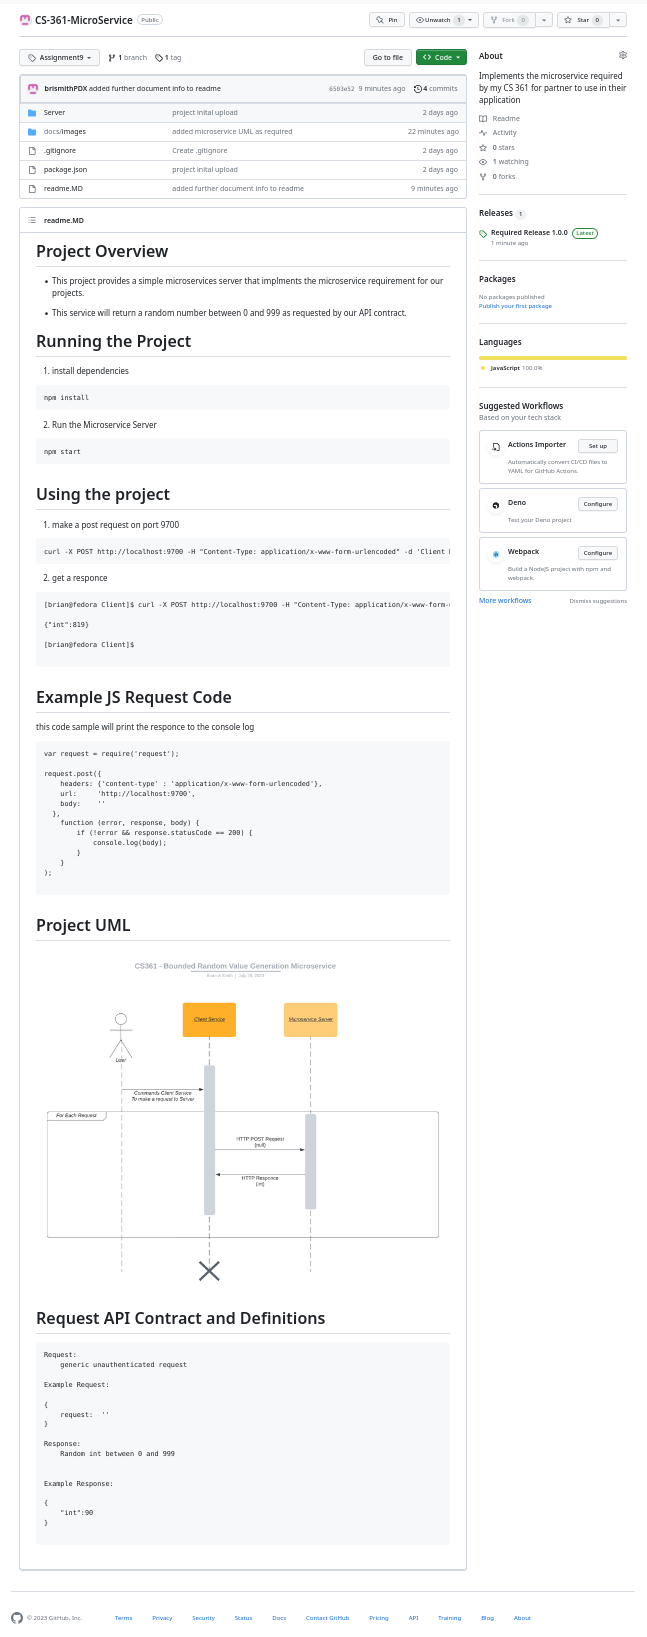 CS-361-MicroService Public
Pin
Unwatch 1
Fork 0
Star 0
Assignment9
1 branch
1 tag
Go to file
Code
brismithPDX added further document info to readme
6503e52 9 minutes ago 4 commits
Server project inital upload 2 days ago
docs/images added microservice UML as required 22 minutes ago
.gitignore Create .gitignore 2 days ago
package.json project inital upload 2 days ago
readme.MD added further document info to readme 9 minutes ago
readme.MD
Project Overview
• This project provides a simple microservices server that implments the microservice requirement for our
projects.
• This service will return a random number between 0 and 999 as requested by our API contract.
Running the Project
1. install dependencies
npm install
2. Run the Microservice Server
npm start
Using the project
1. make a post request on port 9700
curl -X POST http://localhost:9700 -H "Content-Type: application/x-www-form-urlencoded" -d 'Client
2. get a responce
[brian@fedora Client]$ curl -X POST http://localhost:9700 -H "Content-Type: application/x-www-form-
{"int":819}
[brian@fedora Client]$
Example JS Request Code
this code sample will print the responce to the console log
var request = require('request');
request.post({
headers: {'content-type' : 'application/x-www-form-urlencoded'},
url: 'http://localhost:9700',
body: ''
},
function (error, response, body) {
if (!error && response.statusCode == 200) {
console.log(body);
}
}
);
Project UML
CS361 - Bounded Random Value Generation Microservice
Client Service
Microservice Server
User
Commands Client Service
To make a request to Server
For Each Request
HTTP POST Request
[null]
HTTP Responce
[int]
Request API Contract and Definitions
Request:
generic unauthenticated request
Example Request:
{
request: ''
}
Response:
Random int between 0 and 999
Example Response:
{
"int":90
}
About
Implements the microservice required
by my CS 361 for partner to use in their
application
Readme
Activity
0 stars
1 watching
0 forks
Releases 1
Required Release 1.0.0 Latest
1 minute ago
Packages
No packages published
Publish your first package
Languages
JavaScript 100.0%
Suggested Workflows
Based on your tech stack
Actions Importer Set up
Automatically convert CI/CD files to
YAML for GitHub Actions.
Deno Configure
Test your Deno project
Webpack Configure
Build a NodeJS project with npm and
webpack.
More workflows Dismiss suggestions
© 2023 GitHub, Inc. Terms Privacy Security Status Docs Contact GitHub Pricing API Training Blog About